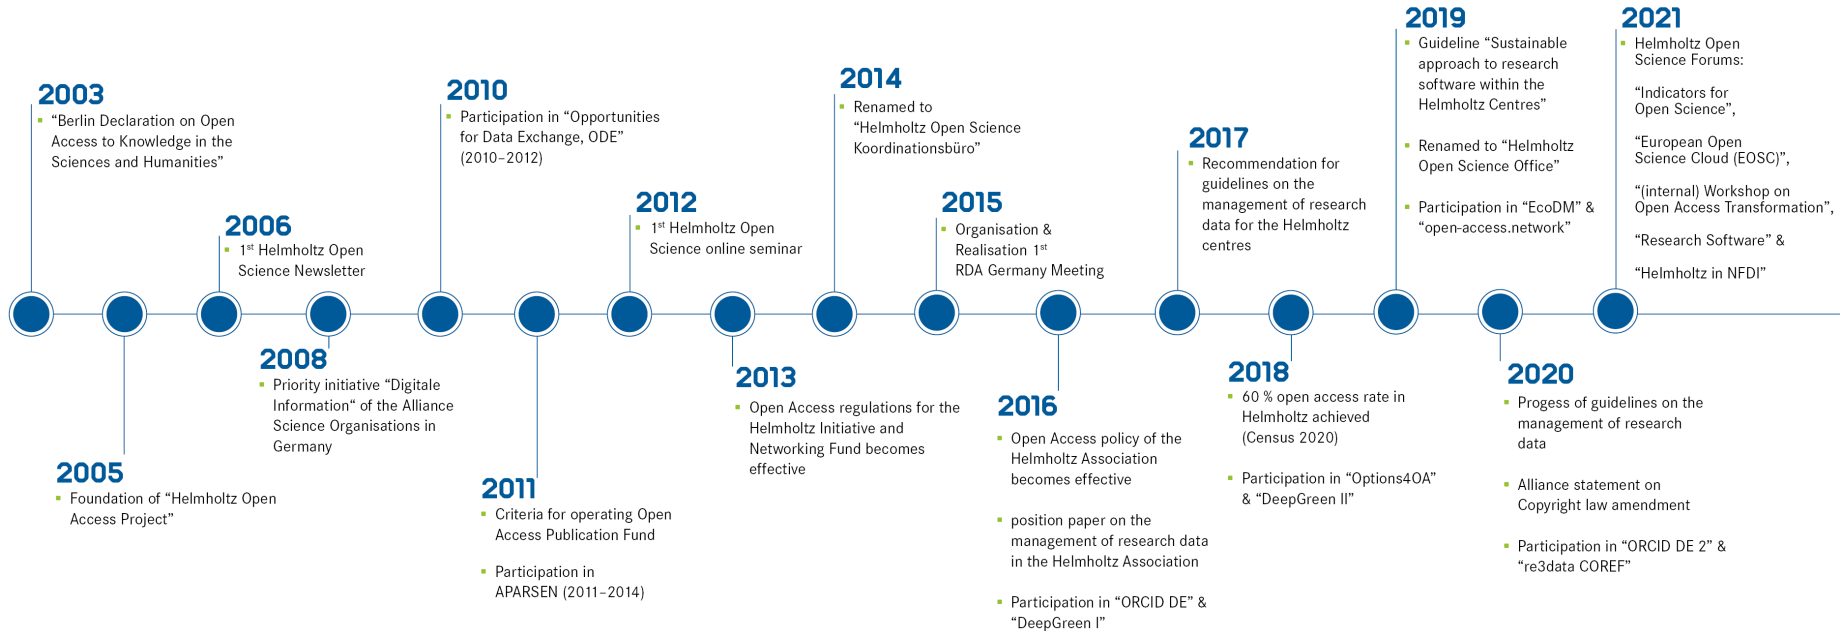 2003
“Berlin Declaration on Open
Access to Knowledge in the
Sciences and Humanities”
2005
Foundation of “Helmholtz Open
Access Project”
2006
1st Helmholtz Open
Science Newsletter
2008
Priority initiative “Digitale
Information“ of the Alliance
Science Organisations in
Germany
2010
Participation in “Opportunities
for Data Exchange, ODE”
(2010–2012)
2011
Criteria for operating Open
Access Publication Fund
Participation in
APARSEN (2011–2014)
2012
1st Helmholtz Open
Science online seminar
2013
Open Access regulations for the
Helmholtz Initiative and
Networking Fund becomes
effective
2014
Renamed to
“Helmholtz Open Science
Koordinationsbüro”
2015
Organisation &
Realisation 1st
RDA Germany Meeting
2016
Open Access policy of the
Helmholtz Association
becomes effective
position paper on the
management of research data
in the Helmholtz Association
Participation in “ORCID DE” &
“DeepGreen I”
2017
Recommendation for
guidelines on the
management of research
data for the Helmholtz
centres
2018
60 % open access rate in
Helmholtz achieved
(Census 2020)
Participation in “Options4OA”
& “DeepGreen II”
2019
Guideline “Sustainable
approach to research
software within the
Helmholtz Centres”
Renamed to “Helmholtz
Open Science Office”
Participation in “EcoDM” &
“open-access.network”
2020
Progess of guidelines on the
management of research
data
Alliance statement on
Copyright law amendment
Participation in “ORCID DE 2” &
“re3data COREF”
2021
Helmholtz Open
Science Forums:
“Indicators for
Open Science”,
“European Open
Science Cloud (EOSC)”,
“(internal) Workshop on
Open Access Transformation”,
“Research Software” &
“Helmholtz in NFDI”